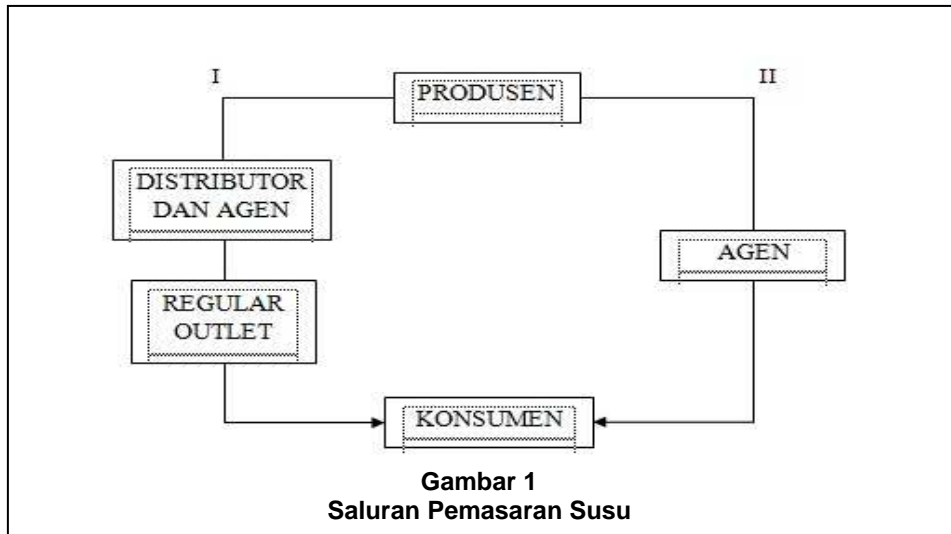 I
PRODUSEN
II
DISTRIBUTOR
DAN AGEN
AGEN
REGULAR
OUTLET
KONSUMEN
Gambar 1
Saluran Pemasaran Susu